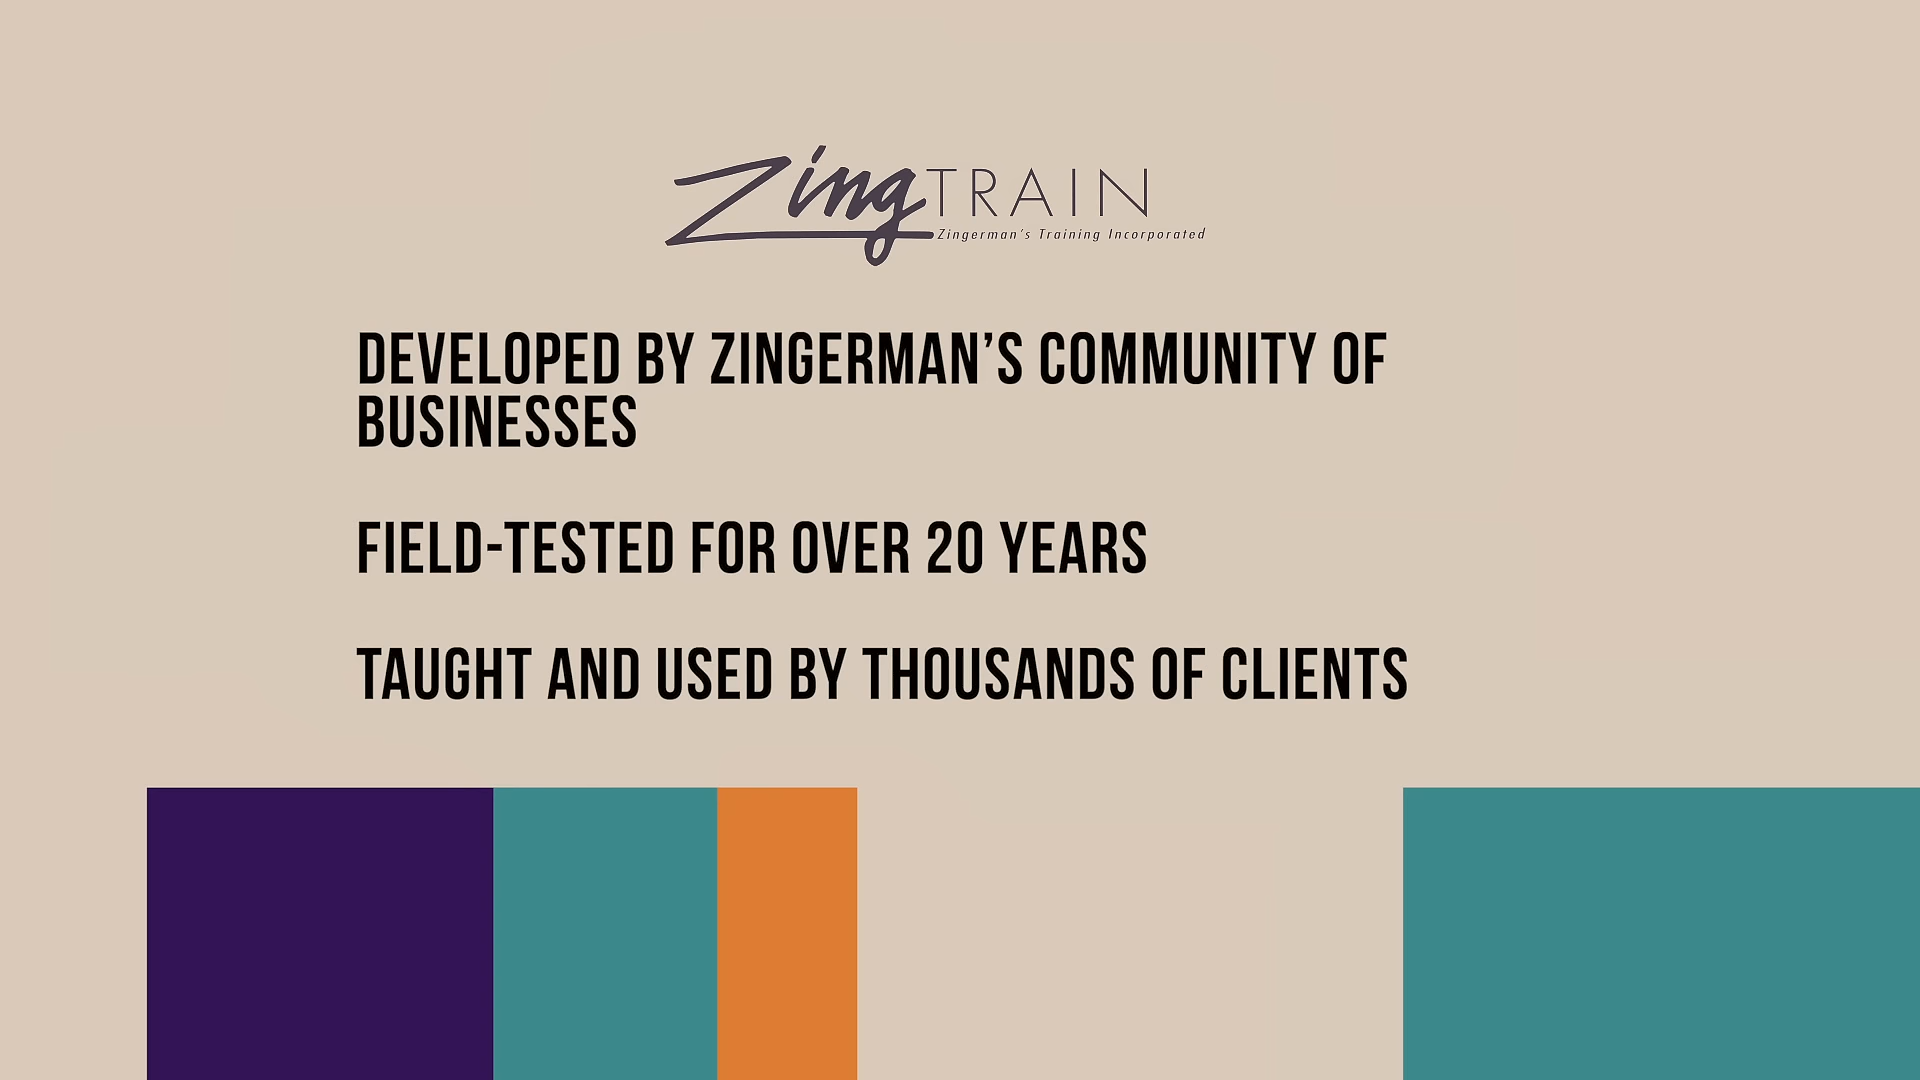 ZingTRAIN
Zingerman's Training Incorporated
DEVELOPED BY ZINGERMAN’S COMMUNITY OF
BUSINESSES
FIELD-TESTED FOR OVER 20 YEARS
TAUGHT AND USED BY THOUSANDS OF CLIENTS